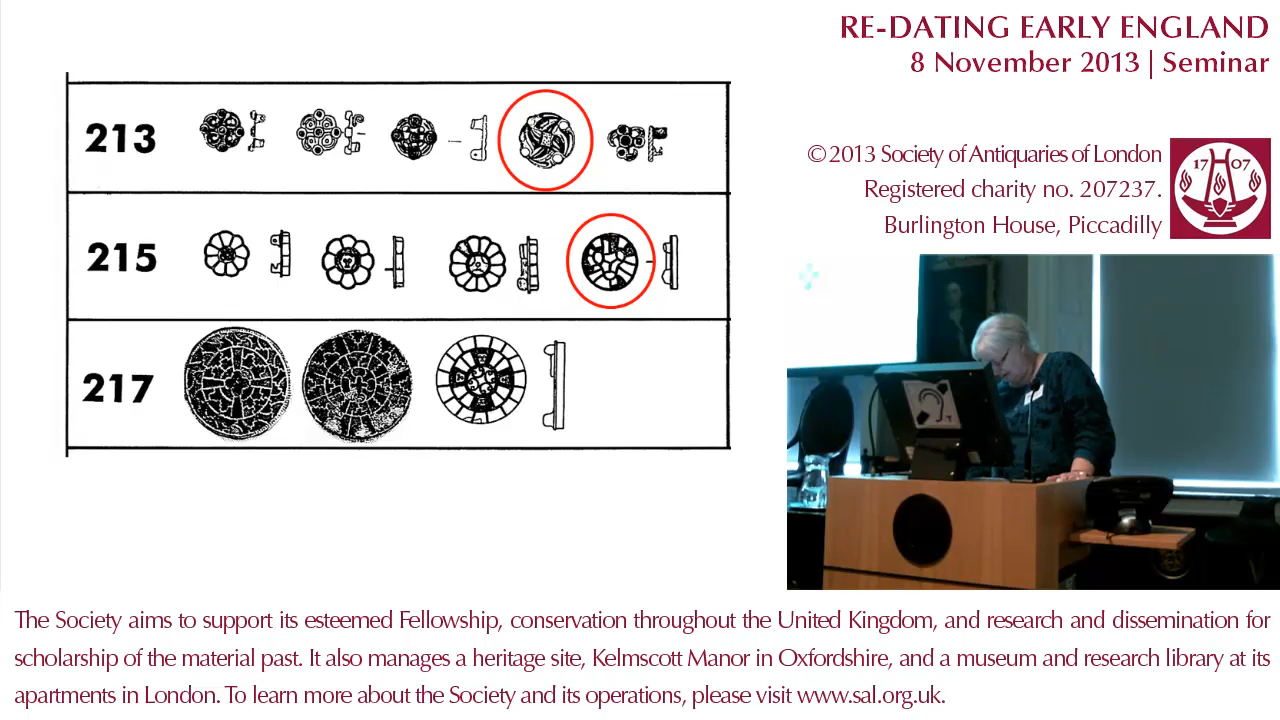 RE-DATING EARLY ENGLAND
8 November 2013 | Seminar
213
215
217
© 2013 Society of Antiquaries of London
Registered charity no. 207237.
Burlington House, Piccadilly
17 07
T
The Society aims to support its esteemed Fellowship, conservation throughout the United Kingdom, and research and dissemination for
scholarship of the material past. It also manages a heritage site, Kelmscott Manor in Oxfordshire, and a museum and research library at its
apartments in London. To learn more about the Society and its operations, please visit www.sal.org.uk.